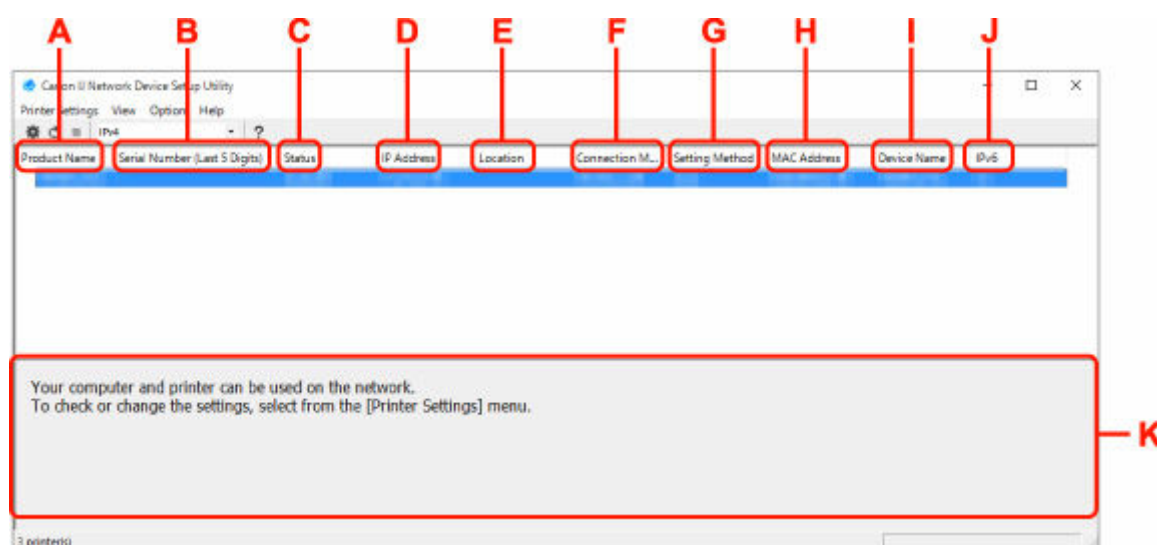 A B C D E F G H I J
Canon IJ Network Device Setup Utility
Printer Settings View Option Help
IPv4 ?
Product Name Serial Number (Last 5 Digits) Status IP Address Location Connection M... Setting Method MAC Address Device Name IPv6
Your computer and printer can be used on the network.
To check or change the settings, select from the [Printer Settings] menu.
K
3 printer(s)